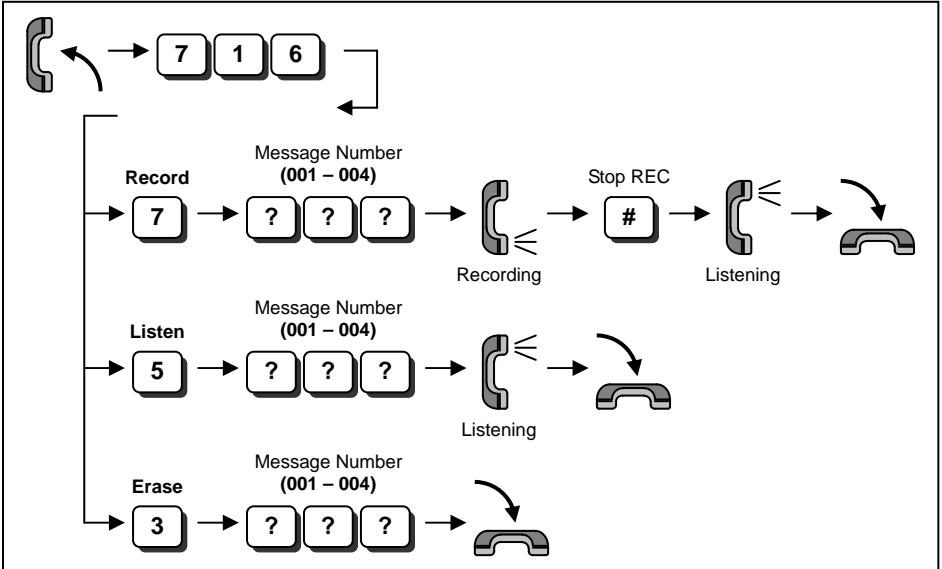 7 1 6
Message Number
(001 – 004)
Record
Stop REC
7 ? ? ? #
Recording
Listening
Message Number
(001 – 004)
Listen
5 ? ? ?
Listening
Message Number
(001 – 004)
Erase
3 ? ? ?